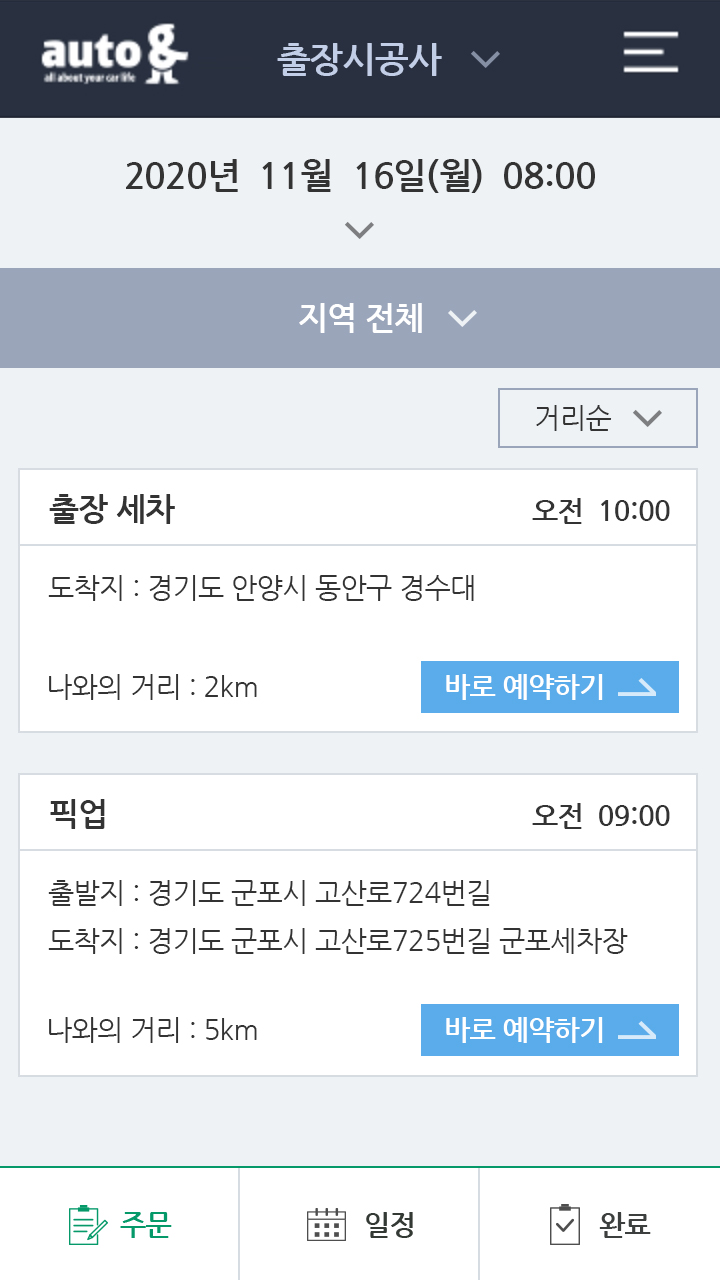 auto &
all about your car life
출장시공사
2020년 11월 16일(월) 08:00
지역 전체
거리순
출장 세차 오전 10:00
도착지 : 경기도 안양시 동안구 경수대
나와의 거리 : 2km 바로 예약하기
픽업 오전 09:00
출발지 : 경기도 군포시 고산로724번길
도착지 : 경기도 군포시 고산로725번길 군포세차장
나와의 거리 : 5km 바로 예약하기
주문 일정 완료